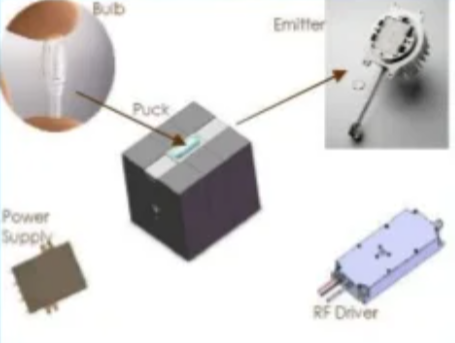 Bulb
Emitter
Puck
Power
Supply
RF Driver